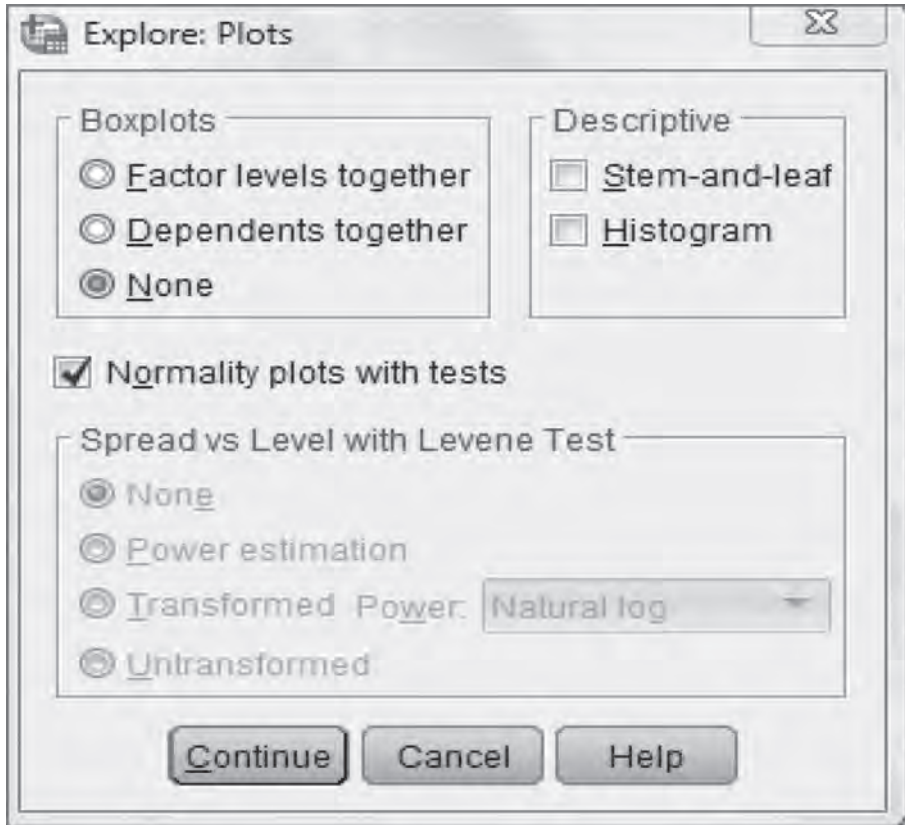 Explore: Plots
Boxplots
Factor levels together
Dependents together
None
Descriptive
Stem-and-leaf
Histogram
Normality plots with tests
Spread vs Level with Levene Test
None
Power estimation
Transformed Power: Natural log
Untransformed
Continue Cancel Help